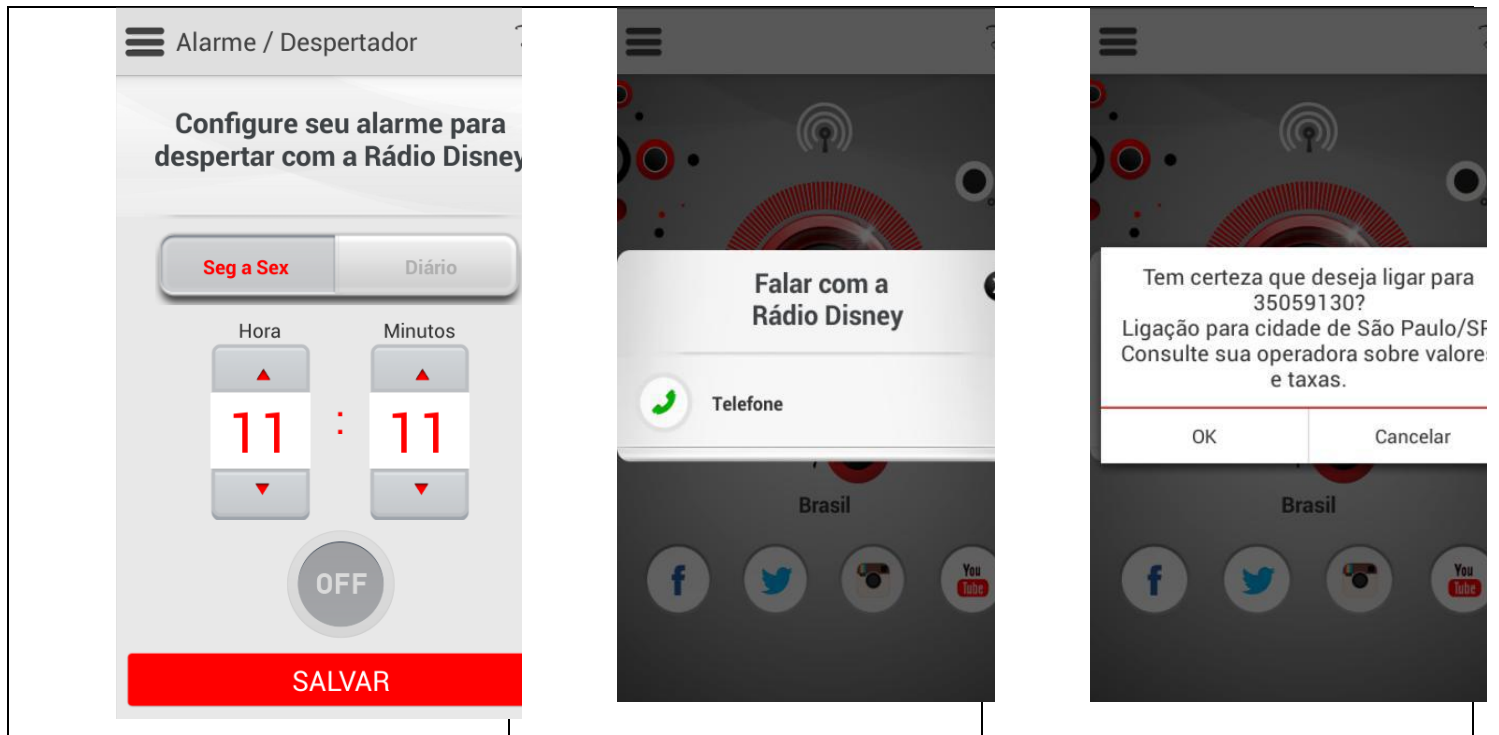 Alarme / Despertador
Configure seu alarme para
despertar com a Rádio Disney
Seg a Sex
Diário
Hora
Minutos
11
:
11
OFF
SALVAR
Falar com a
Rádio Disney
Telefone
Brasil
f
You
Tube
Tem certeza que deseja ligar para
35059130?
Ligação para cidade de São Paulo/SP
Consulte sua operadora sobre valores
e taxas.
OK
Cancelar
Brasil
f
You
Tube